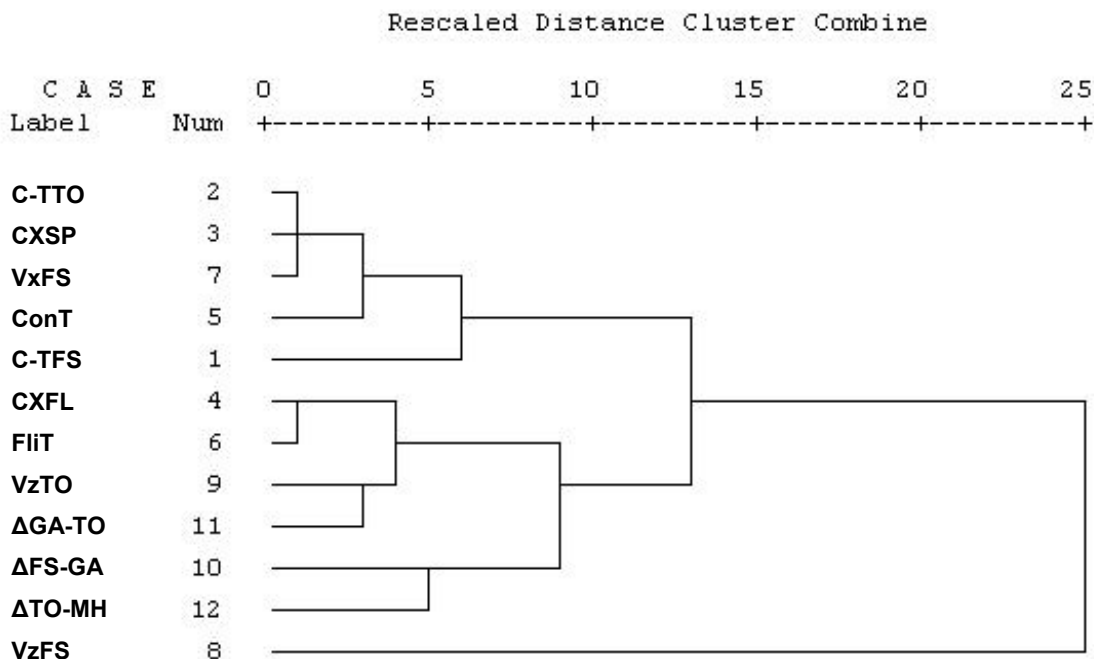 Rescaled Distance Cluster Combine
C A S E 0 5 10 15 20 25
Label Num +---------+---------+---------+---------+---------+
C-TTO 2
CXSP 3
VxFS 7
ConT 5
C-TFS 1
CXFL 4
FliT 6
VzTO 9
ΔGA-TO 11
ΔFS-GA 10
ΔTO-MH 12
VzFS 8